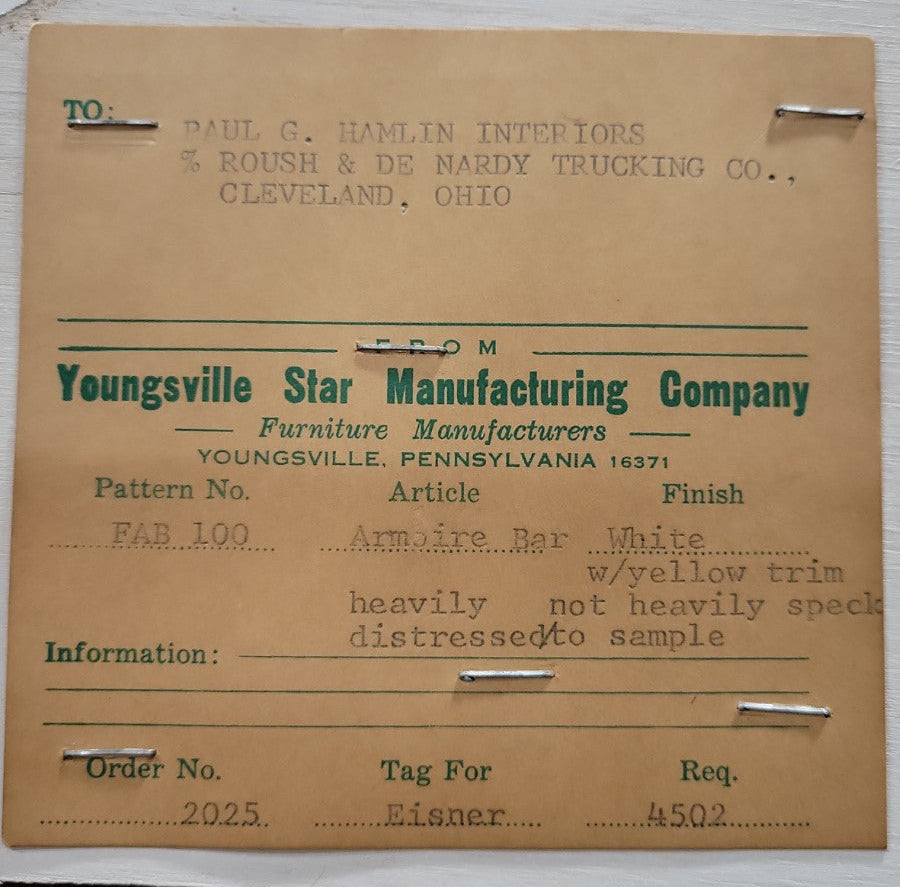 TO:
PAUL G. HAMLIN INTERIORS
% ROUSH & DE NARDY TRUCKING CO.,
CLEVELAND, OHIO
FROM
Youngsville Star Manufacturing Company
Furniture Manufacturers
YOUNGSVILLE, PENNSYLVANIA 16371
Pattern No. Article Finish
FAB 100 Armoire Bar White
w/yellow trim
heavily not heavily speck
distressed/to sample
Information:
Order No. Tag For Req.
2025 Eisner 4502